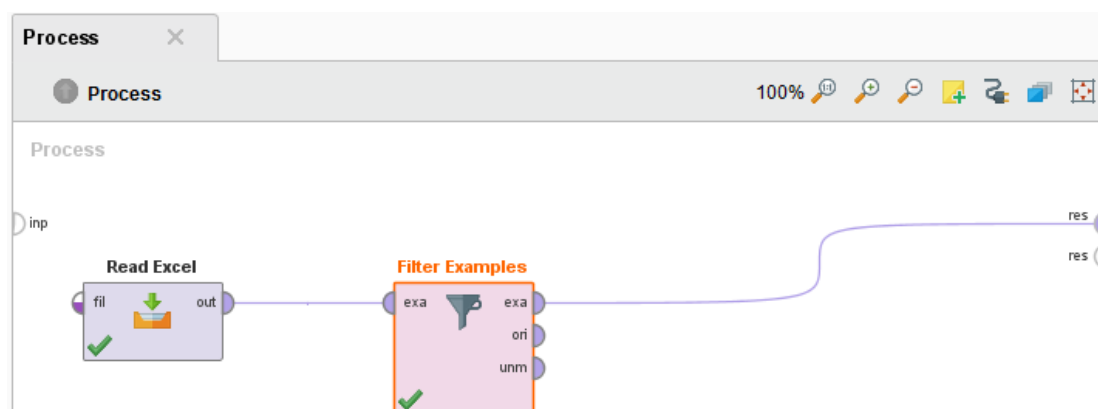 Process
Process
100%
Process
inp
res
res
Read Excel
Filter Examples
fil
out
exa
exa
ori
unm